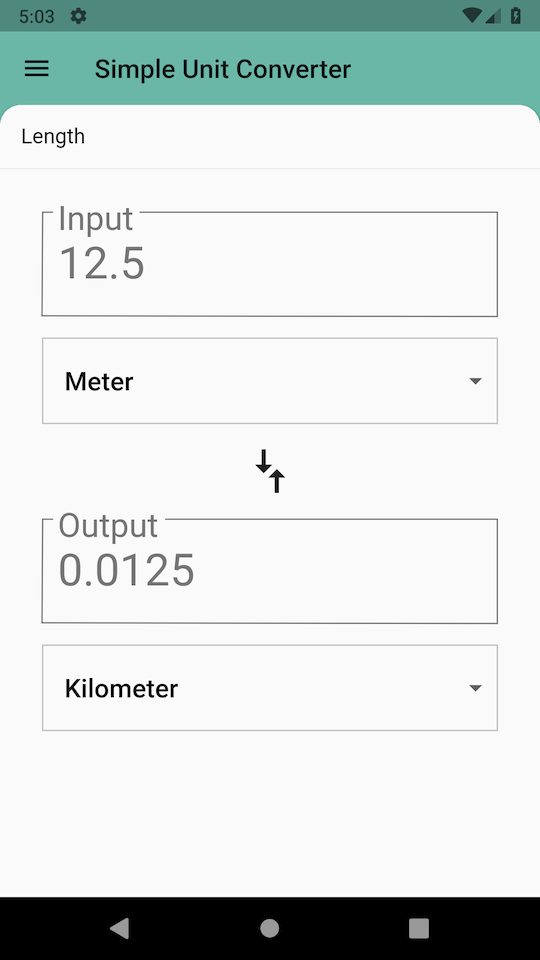 5:03
Simple Unit Converter
Length
Input
12.5
Meter
Output
0.0125
Kilometer